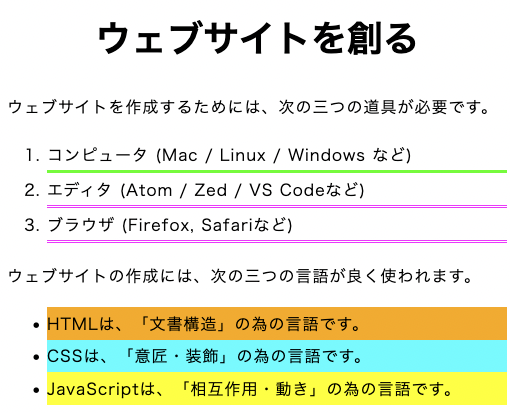 ウェブサイトを創る
ウェブサイトを作成するためには、次の三つの道具が必要です。
1. コンピュータ (Mac / Linux / Windows など)
2. エディタ (Atom / Zed / VS Codeなど)
3. ブラウザ (Firefox, Safariなど)
ウェブサイトの作成には、次の三つの言語が良く使われます。
• HTMLは、「文書構造」の為の言語です。
• CSSは、「意匠・装飾」の為の言語です。
• JavaScriptは、「相互作用・動き」の為の言語です。